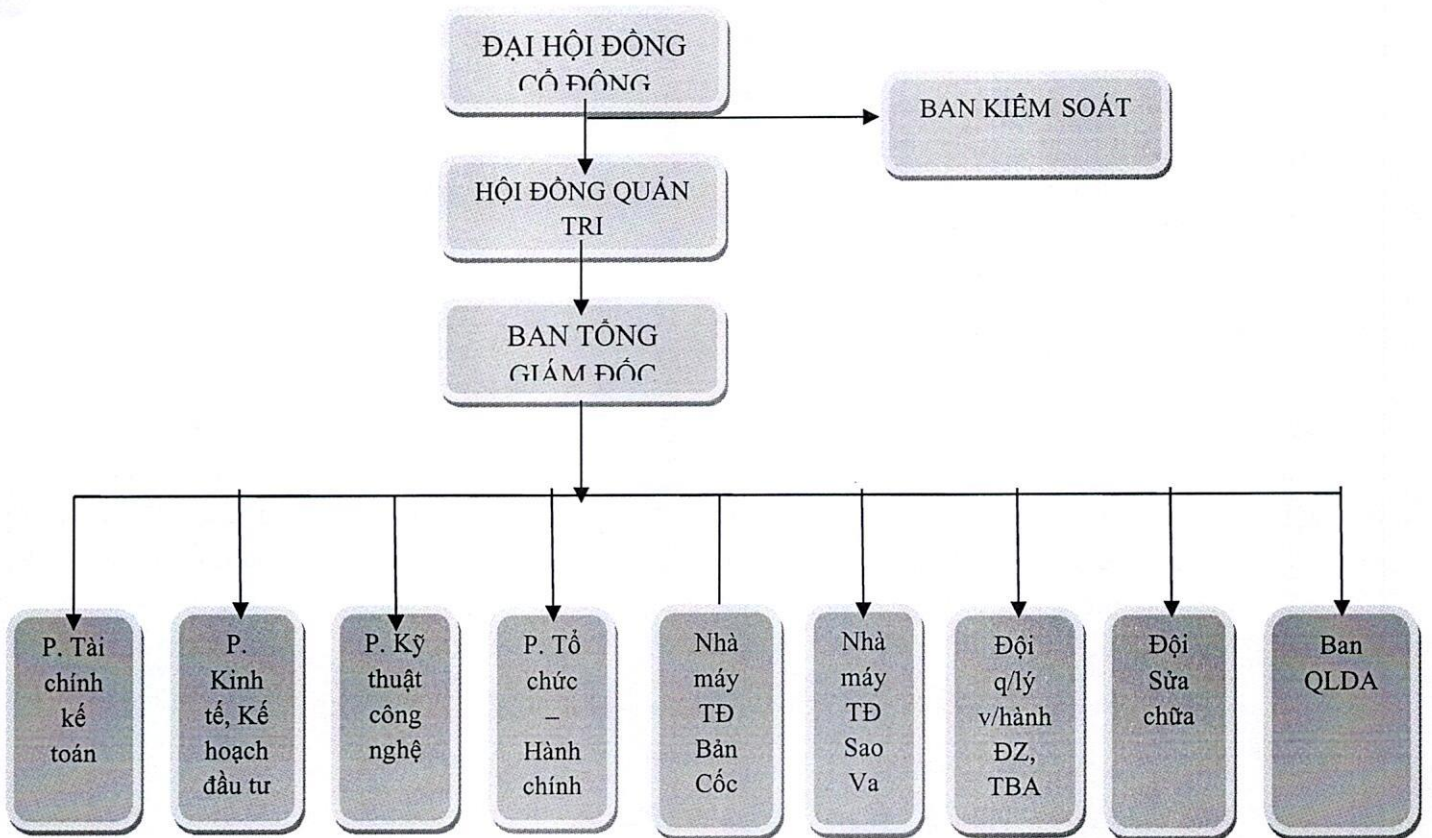 ĐẠI HỘI ĐỒNG
CỔ ĐÔNG
BAN KIỂM SOÁT
HỘI ĐỒNG QUẢN
TRỊ
BAN TỔNG
GIÁM ĐỐC
P. Tài
chính
kế
toán
P.
Kinh
tế, Kế
hoạch
đầu tư
P. Kỹ
thuật
công
nghệ
P. Tổ
chức
–
Hành
chính
Nhà
máy
TĐ
Bản
Cốc
Nhà
máy
TĐ
Sao
Va
Đội
q/lý
v/hành
ĐZ,
TBA
Đội
Sửa
chữa
Ban
QLDA